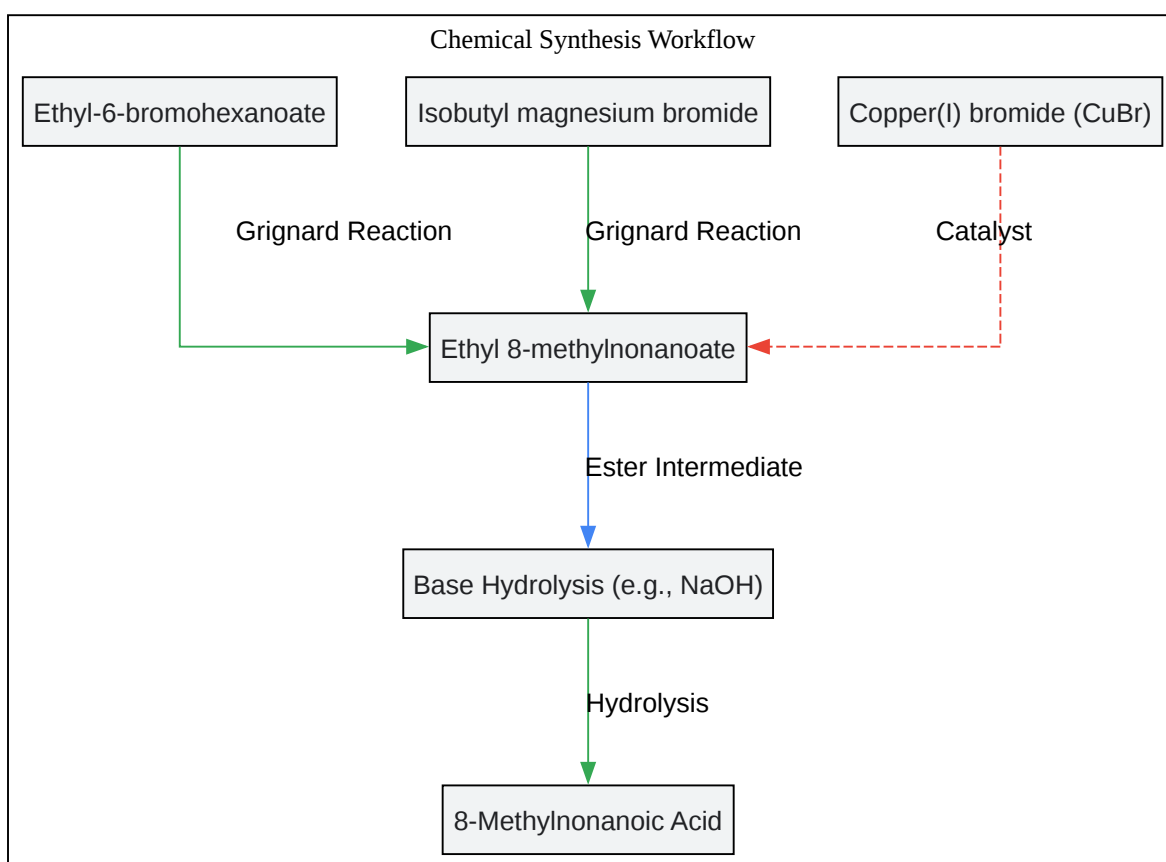 Chemical Synthesis Workflow
Ethyl-6-bromohexanoate
Isobutyl magnesium bromide
Copper(I) bromide (CuBr)
Grignard Reaction
Grignard Reaction
Catalyst
Ethyl 8-methylnonanoate
Ester Intermediate
Base Hydrolysis (e.g., NaOH)
Hydrolysis
8-Methylnonanoic Acid